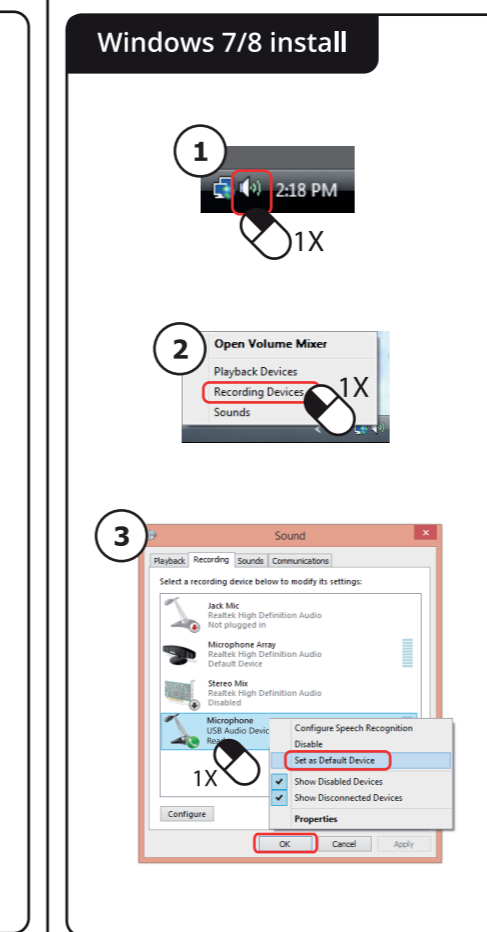 Windows 7/8 install
1
2:18 PM
1X
2
Open Volume Mixer
Playback Devices
Recording Devices
1X
Sounds
3
Sound
Playback Recording Sounds Communications
Select a recording device below to modify its settings:
Jack Mic
Realtek High Definition Audio
Not plugged in
Microphone Array
Realtek High Definition Audio
Default Device
Stereo Mix
Realtek High Definition Audio
Disabled
Microphone
USB Audio Devic
Rea
1X
Configure Speech Recognition
Disable
Set as Default Device
Show Disabled Devices
Show Disconnected Devices
Properties
Configure
OK Cancel Apply